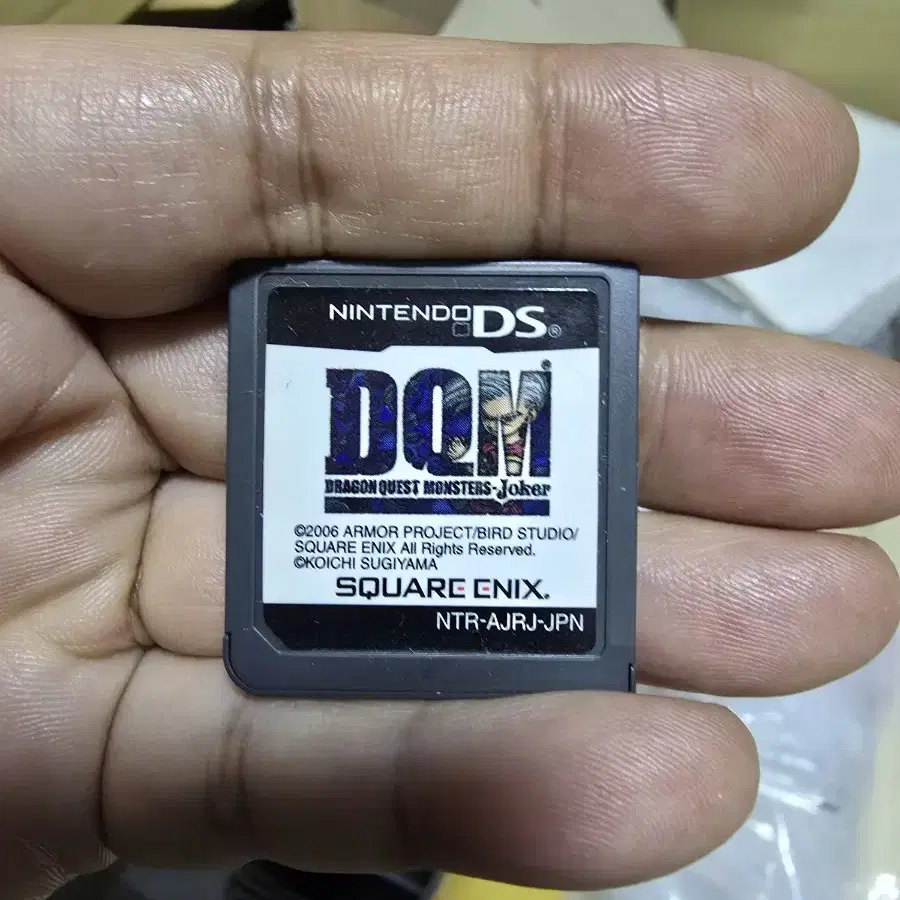 NINTENDO DS®
DQM®
DRAGON QUEST MONSTERS-Joker
©2006 ARMOR PROJECT/BIRD STUDIO/
SQUARE ENIX All Rights Reserved.
©KOICHI SUGIYAMA
SQUARE ENIX.
NTR-AJRJ-JPN